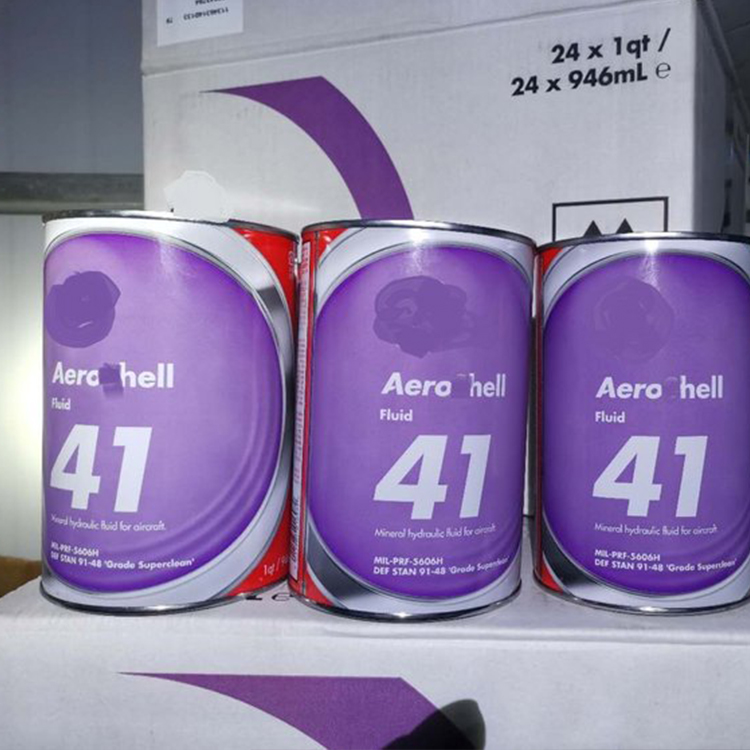 24 x 1qt /
24 x 946mL ℮
Aero hell
Fluid
41
Mineral hydraulic fluid for aircraft.
MIL-PRF-5606H
DEF STAN 91-48 'Grade Superclean'
1qt /
Aero hell
Fluid
41
Mineral hydraulic fluid for aircraft.
MIL-PRF-5606H
DEF STAN 91-48 'Grade Superclean'
Aero hell
Fluid
41
Mineral hydraulic fluid for aircraft.
MIL-PRF-5606H
DEF STAN 91-48 'Grade Superclean'